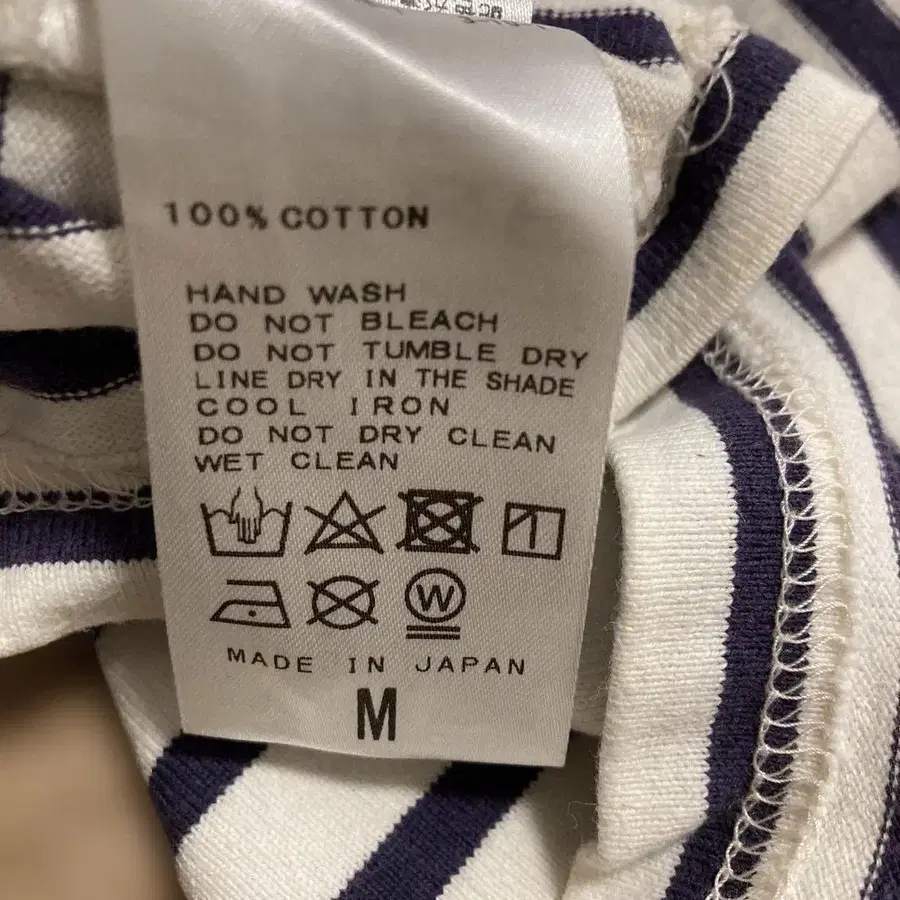 100% COTTON
HAND WASH
DO NOT BLEACH
DO NOT TUMBLE DRY
LINE DRY IN THE SHADE
COOL IRON
DO NOT DRY CLEAN
WET CLEAN
W
MADE IN JAPAN
M